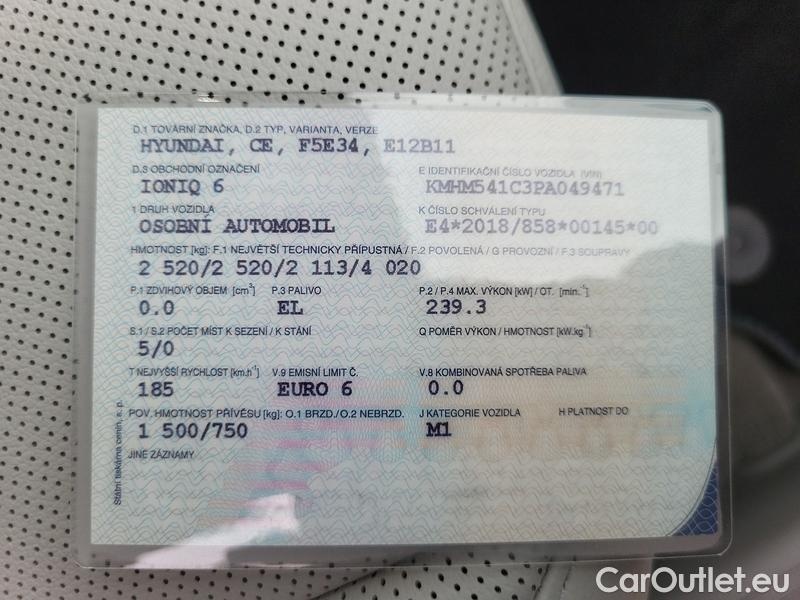 D.1 TOVÁRNÍ ZNAČKA, D.2 TYP, VARIANTA, VERZE
HYUNDAI, CE, F5E34, E12B11
D.3 OBCHODNÍ OZNAČENÍ
IONIQ 6
E IDENTIFIKAČNÍ ČÍSLO VOZIDLA (VIN)
KMHM541C3PA049471
1 DRUH VOZIDLA
OSOBNÍ AUTOMOBIL
K ČÍSLO SCHVÁLENÍ TYPU
E4*2018/858*00145*00
HMOTNOST [kg]: F.1 NEJVĚTŠÍ TECHNICKY PŘÍPUSTNÁ / F.2 POVOLENÁ / G PROVOZNÍ / F.3 SOUPRAVY
2 520/2 520/2 113/4 020
P.1 ZDVIHOVÝ OBJEM [cm³]
0.0
P.3 PALIVO
EL
P.2 / P.4 MAX. VÝKON [kW] / OT. [min.⁻¹]
239.3
S.1 / S.2 POČET MÍST K SEZENÍ / K STÁNÍ
5/0
Q POMĚR VÝKON / HMOTNOST [kW.kg⁻¹]
T NEJVYŠŠÍ RYCHLOST [km.h⁻¹]
185
V.9 EMISNÍ LIMIT Č.
EURO 6
V.8 KOMBINOVANÁ SPOTŘEBA PALIVA
0.0
POV. HMOTNOST PŘÍVĚSU [kg]: O.1 BRZD./O.2 NEBRZD.
1 500/750
J KATEGORIE VOZIDLA
M1
H PLATNOST DO
JINÉ ZÁZNAMY
Státní tiskárna cenin, s. p.
CarOutlet.eu